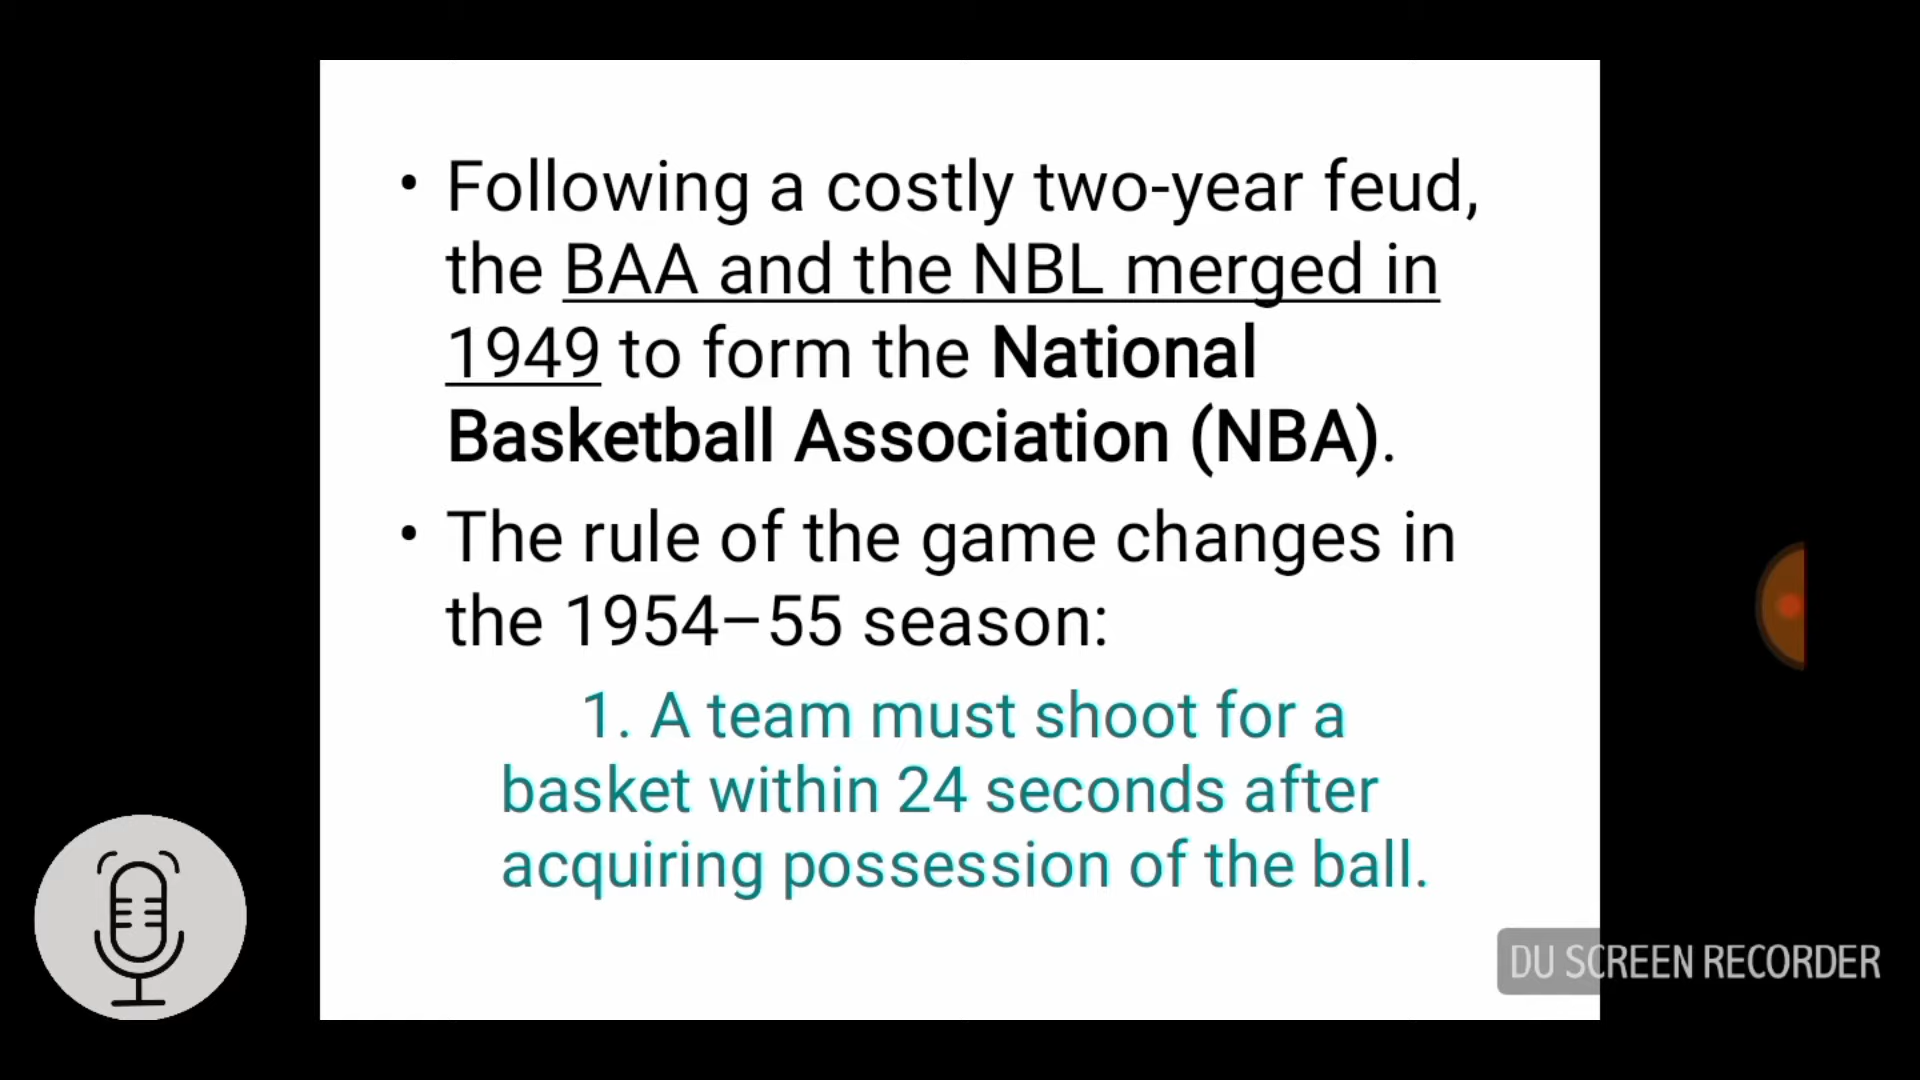 • Following a costly two-year feud,
the BAA and the NBL merged in
1949 to form the National
Basketball Association (NBA).
• The rule of the game changes in
the 1954–55 season:
1. A team must shoot for a
basket within 24 seconds after
acquiring possession of the ball.
DU SCREEN RECORDER